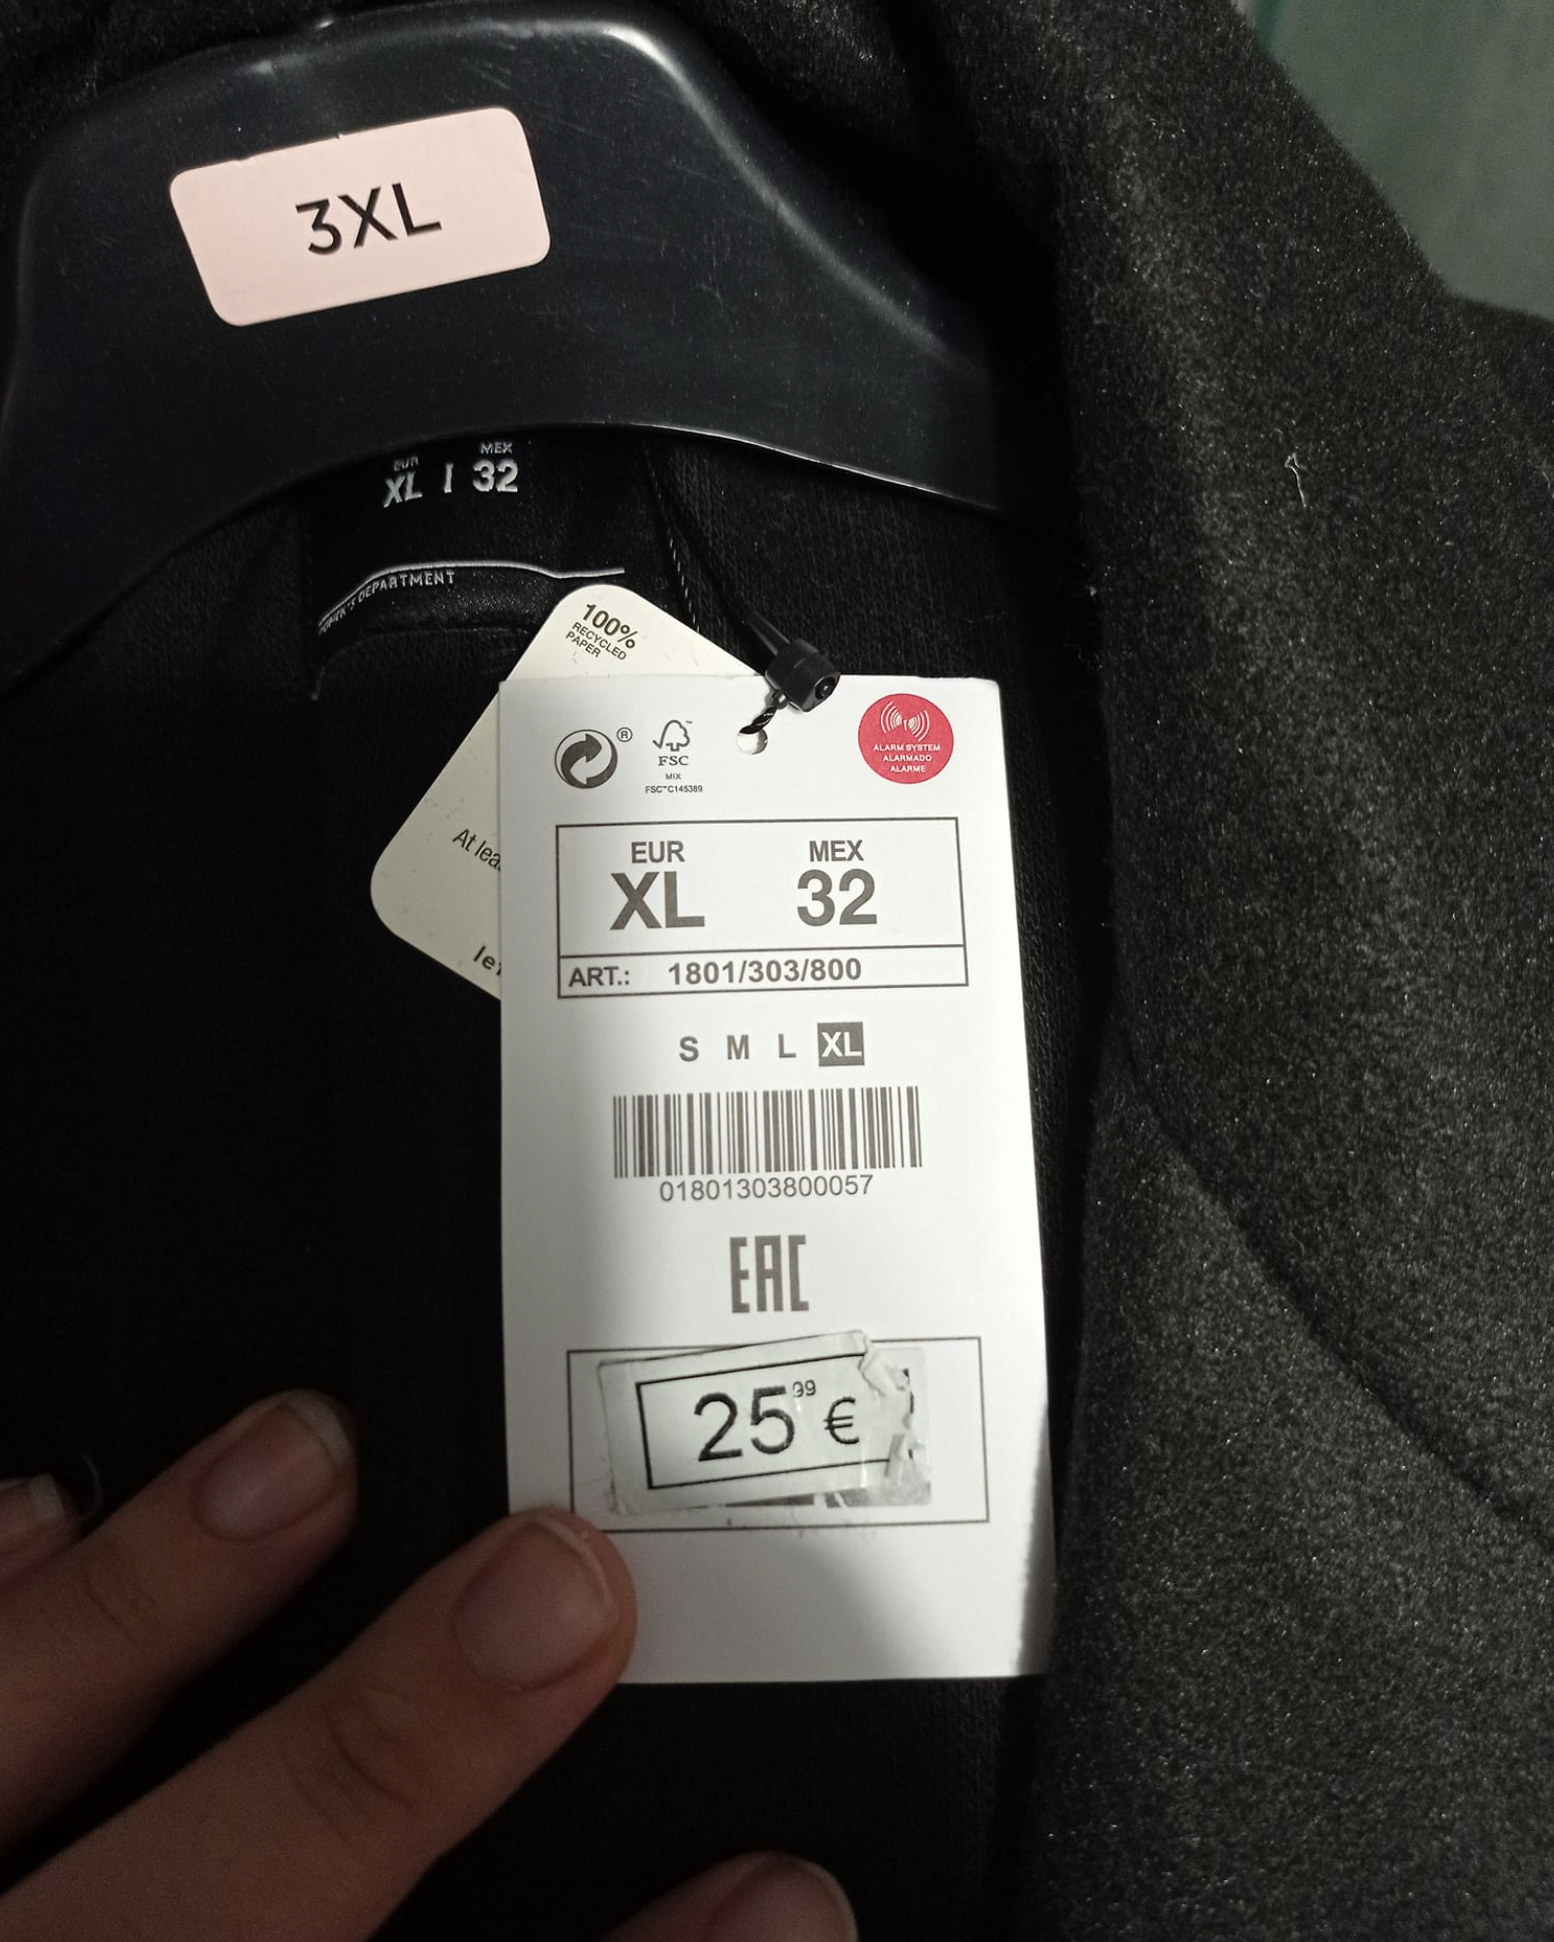 3XL
EUR MEX
XL / 32
DEPARTMENT
100%
RECYCLED
PAPER
At lea
®
FSC
MIX
FSC™C145389
ALARM SYSTEM
ALARMADO
ALARME
EUR MEX
XL 32
ART.: 1801/303/800
S M L XL
01801303800057
EAC
25,99 €